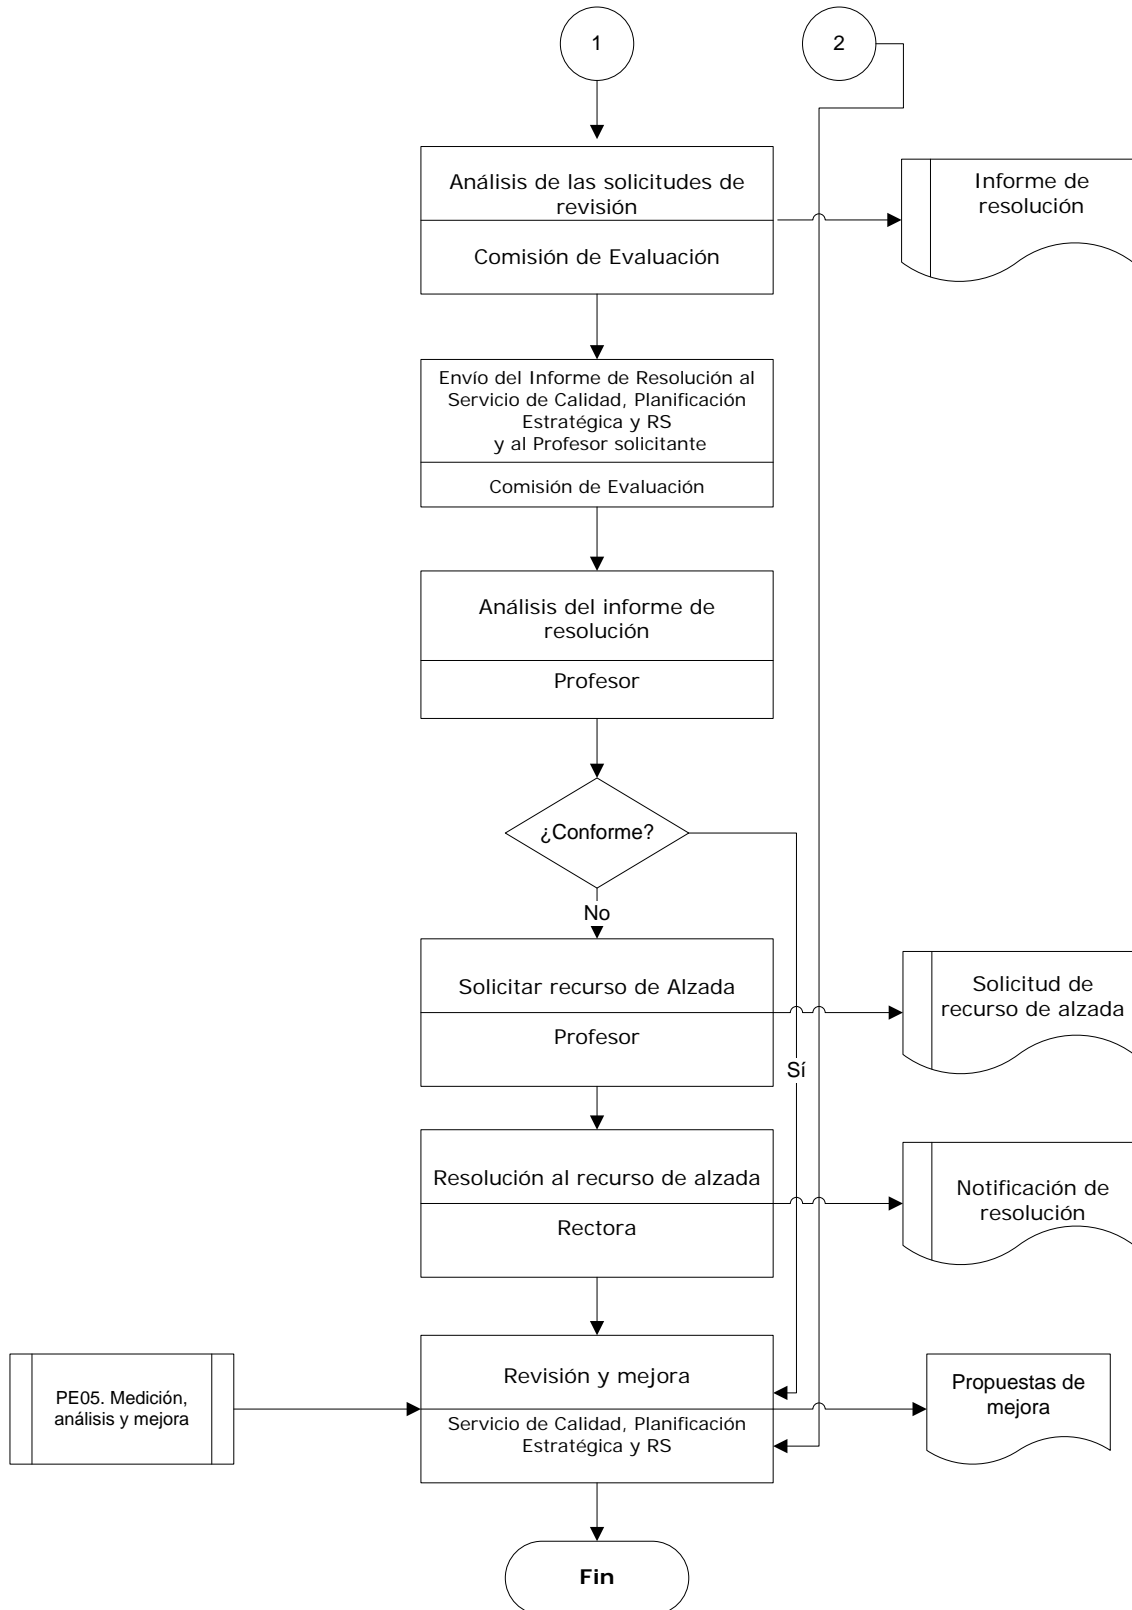 1
2
Análisis de las solicitudes de
revisión
Comisión de Evaluación
Informe de
resolución
Envío del Informe de Resolución al
Servicio de Calidad, Planificación
Estratégica y RS
y al Profesor solicitante
Comisión de Evaluación
Análisis del informe de
resolución
Profesor
¿Conforme?
No
Sí
Solicitar recurso de Alzada
Profesor
Solicitud de
recurso de alzada
Resolución al recurso de alzada
Rectora
Notificación de
resolución
PE05. Medición,
análisis y mejora
Revisión y mejora
Servicio de Calidad, Planificación
Estratégica y RS
Propuestas de
mejora
Fin